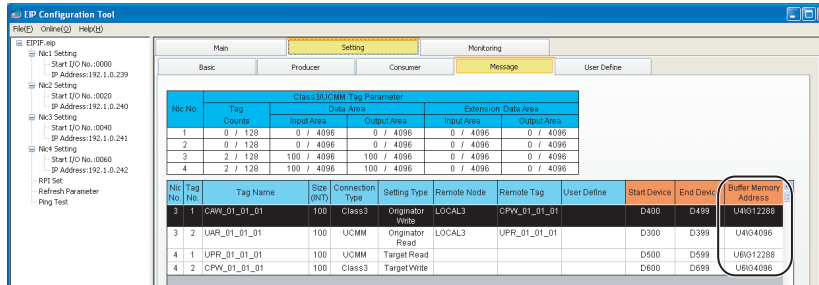 EIP Configuration Tool
File(F) Online(O) Help(H)
EIPIF.eip
Nic1 Setting
Start I/O No.:0000
IP Address:192.1.0.239
Nic2 Setting
Start I/O No.:0020
IP Address:192.1.0.240
Nic3 Setting
Start I/O No.:0040
IP Address:192.1.0.241
Nic4 Setting
Start I/O No.:0060
IP Address:192.1.0.242
RPI Set
Refresh Parameter
Ping Test
Main Setting Monitoring
Basic Producer Consumer Message User Define
Class3/UCMM Tag Parameter
Nic No. Tag Counts Data Area Extension Data Area
Input Area Output Area Input Area Output Area
1 0 / 128 0 / 4096 0 / 4096 0 / 4096 0 / 4096
2 0 / 128 0 / 4096 0 / 4096 0 / 4096 0 / 4096
3 2 / 128 100 / 4096 100 / 4096 0 / 4096 0 / 4096
4 2 / 128 100 / 4096 100 / 4096 0 / 4096 0 / 4096
Nic No. Tag No. Tag Name Size (INT) Connection Type Setting Type Remote Node Remote Tag User Define Start Device End Devic Buffer Memory Address
3 1 CAW_01_01_01 100 Class3 Originator Write LOCAL3 CPW_01_01_01 D400 D499 U4\G12288
3 2 UAR_01_01_01 100 UCMM Originator Read LOCAL3 UPR_01_01_01 D300 D399 U4\G4096
4 1 UPR_01_01_01 100 UCMM Target Read D500 D599 U6\G12288
4 2 CPW_01_01_01 100 Class3 Target Write D600 D699 U6\G4096